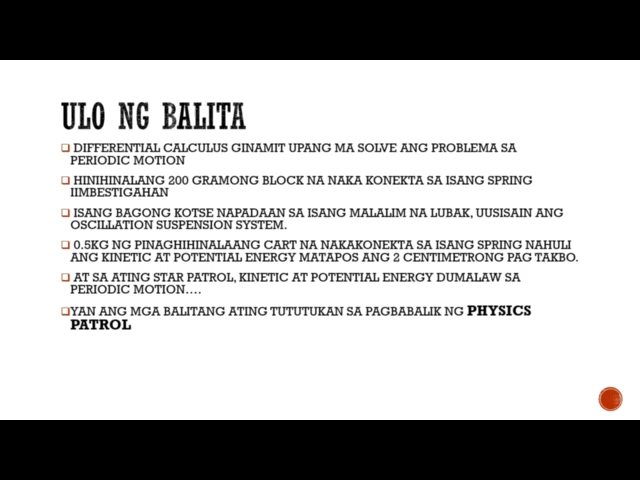 ULO NG BALITA
DIFFERENTIAL CALCULUS GINAMIT UPANG MA SOLVE ANG PROBLEMA SA
PERIODIC MOTION
HINIHINALANG 200 GRAMONG BLOCK NA NAKA KONEKTA SA ISANG SPRING
IIMBESTIGAHAN
ISANG BAGONG KOTSE NAPADAAN SA ISANG MALALIM NA LUBAK, UUSISAIN ANG
OSCILLATION SUSPENSION SYSTEM.
0.5KG NG PINAGHIHINALAANG CART NA NAKAKONEKTA SA ISANG SPRING NAHULI
ANG KINETIC AT POTENTIAL ENERGY MATAPOS ANG 2 CENTIMETRONG PAG TAKBO.
AT SA ATING STAR PATROL, KINETIC AT POTENTIAL ENERGY DUMALAW SA
PERIODIC MOTION....
YAN ANG MGA BALITANG ATING TUTUTUKAN SA PAGBABALIK NG PHYSICS
PATROL